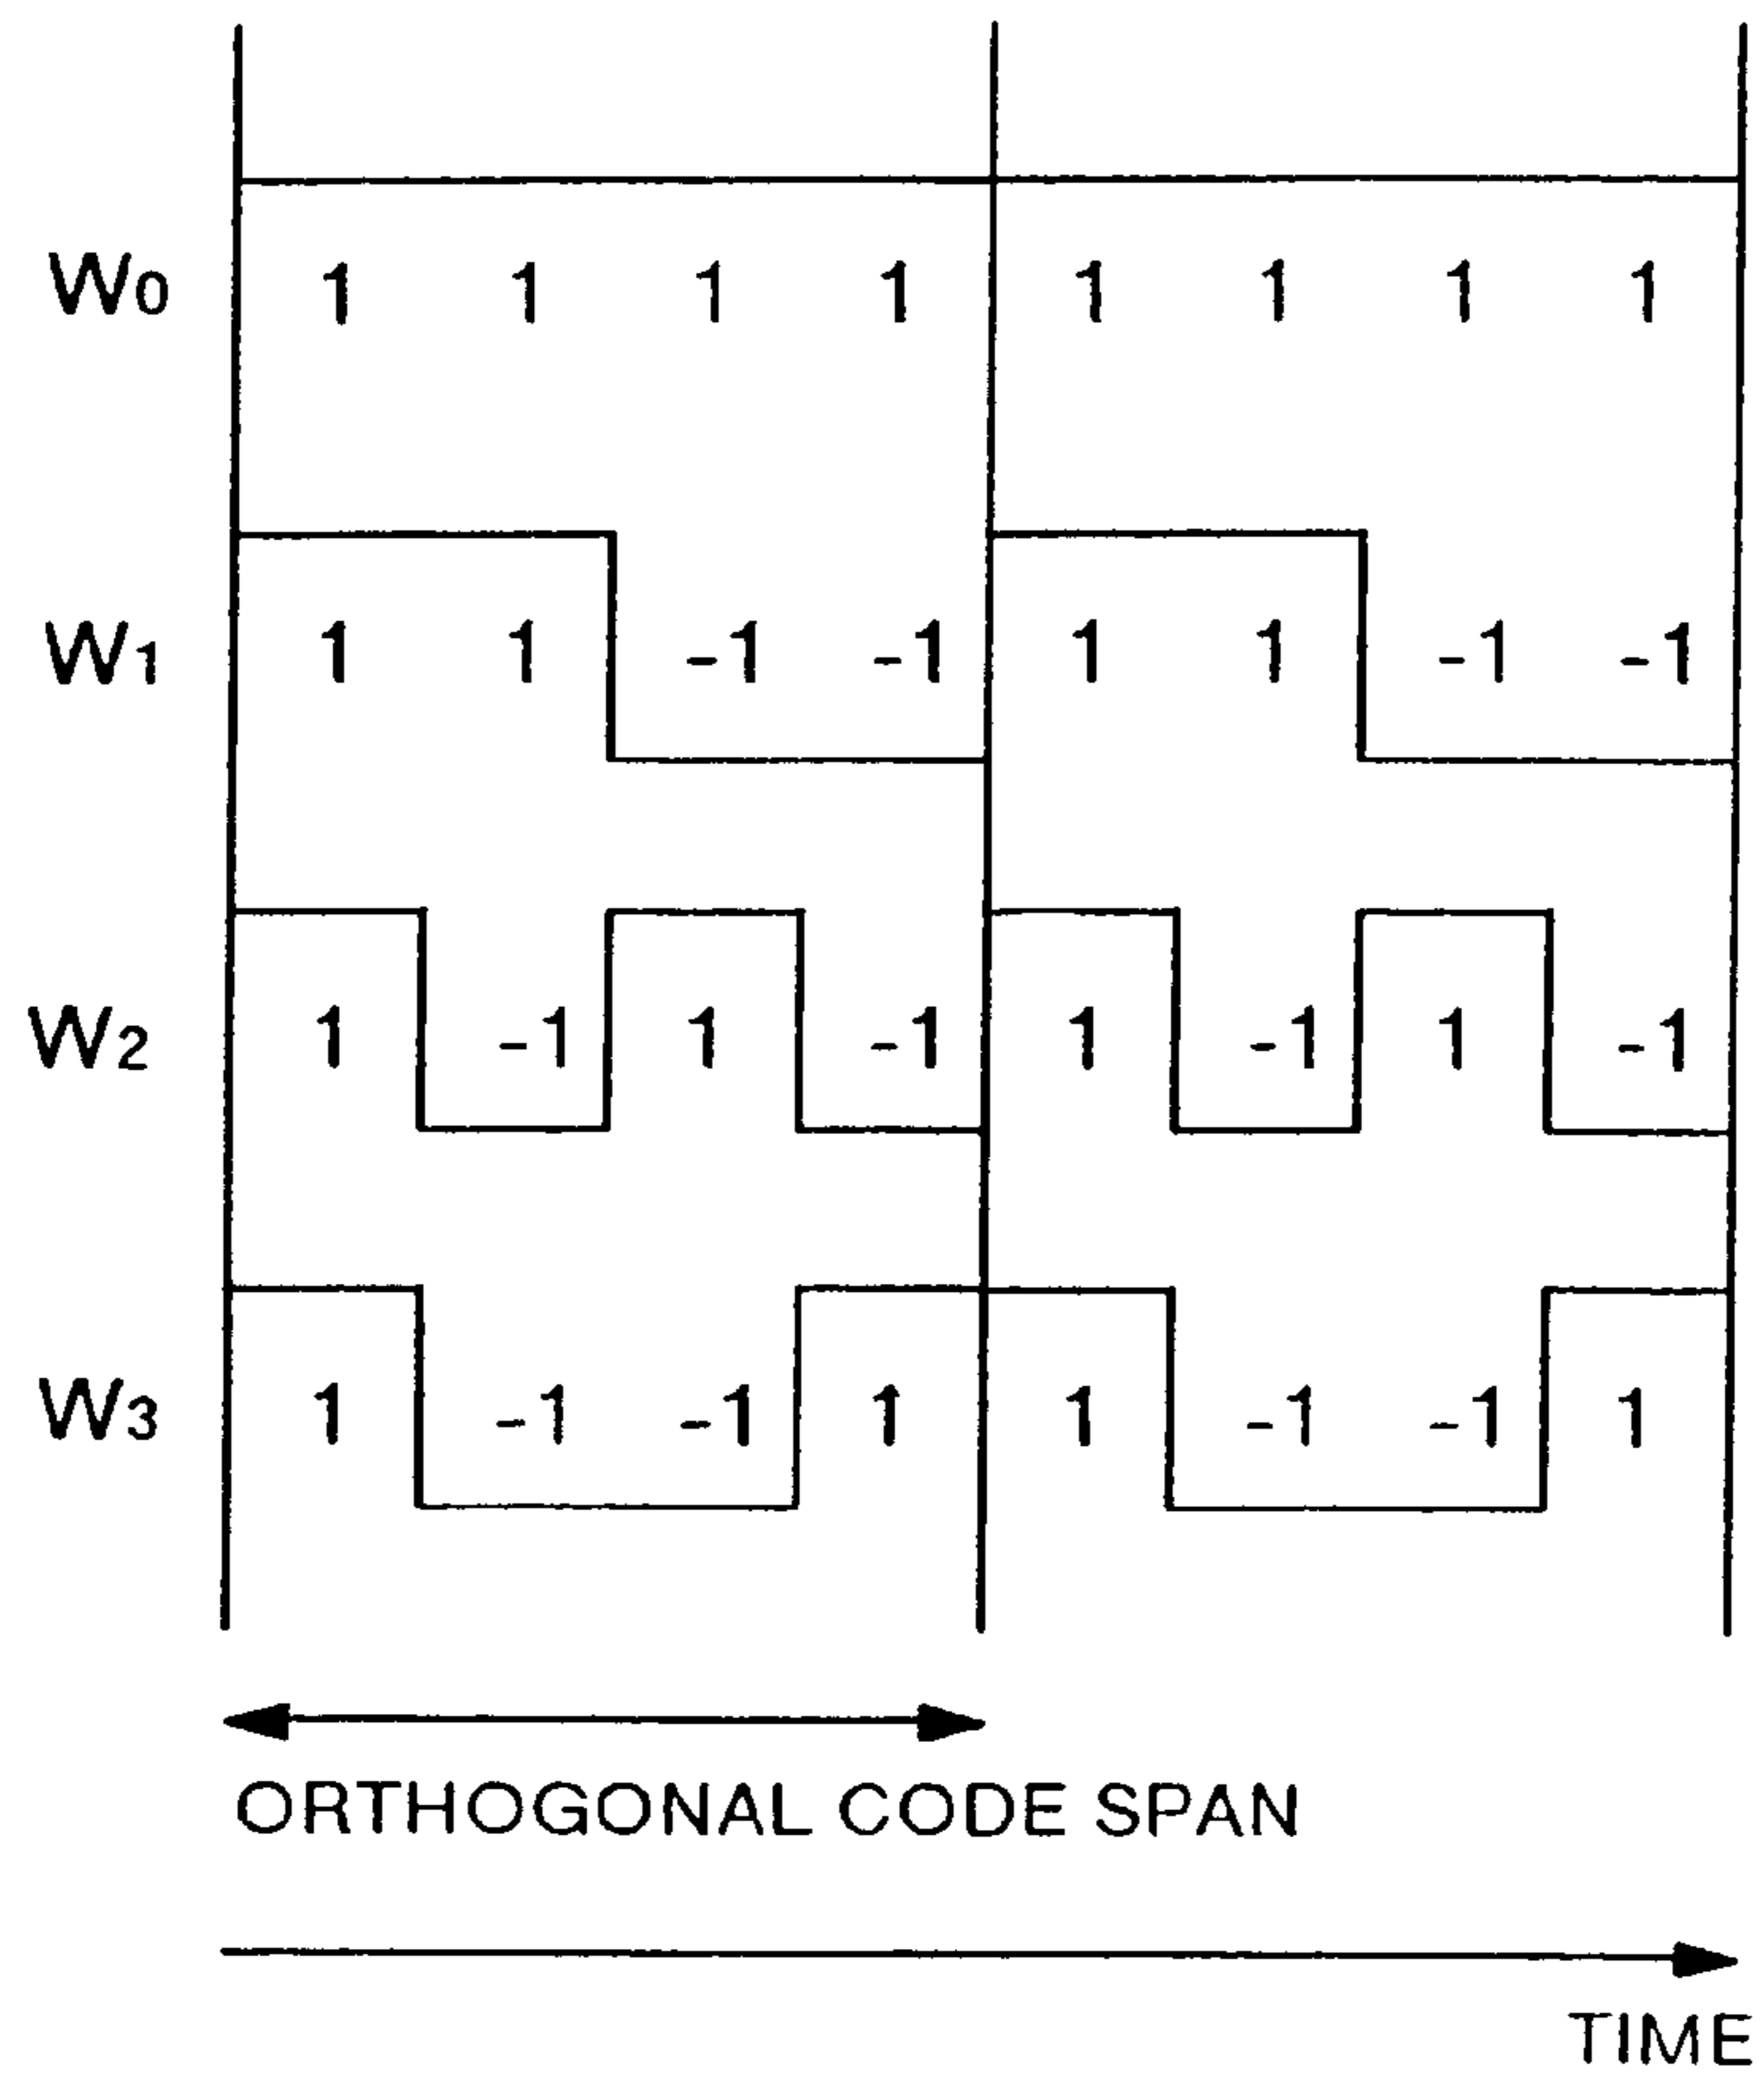 W0 1 1 1 1 1 1 1 1
W1 1 1 -1 -1 1 1 -1 -1
W2 1 -1 1 -1 1 -1 1 -1
W3 1 -1 -1 1 1 -1 -1 1
ORTHOGONAL CODE SPAN
TIME